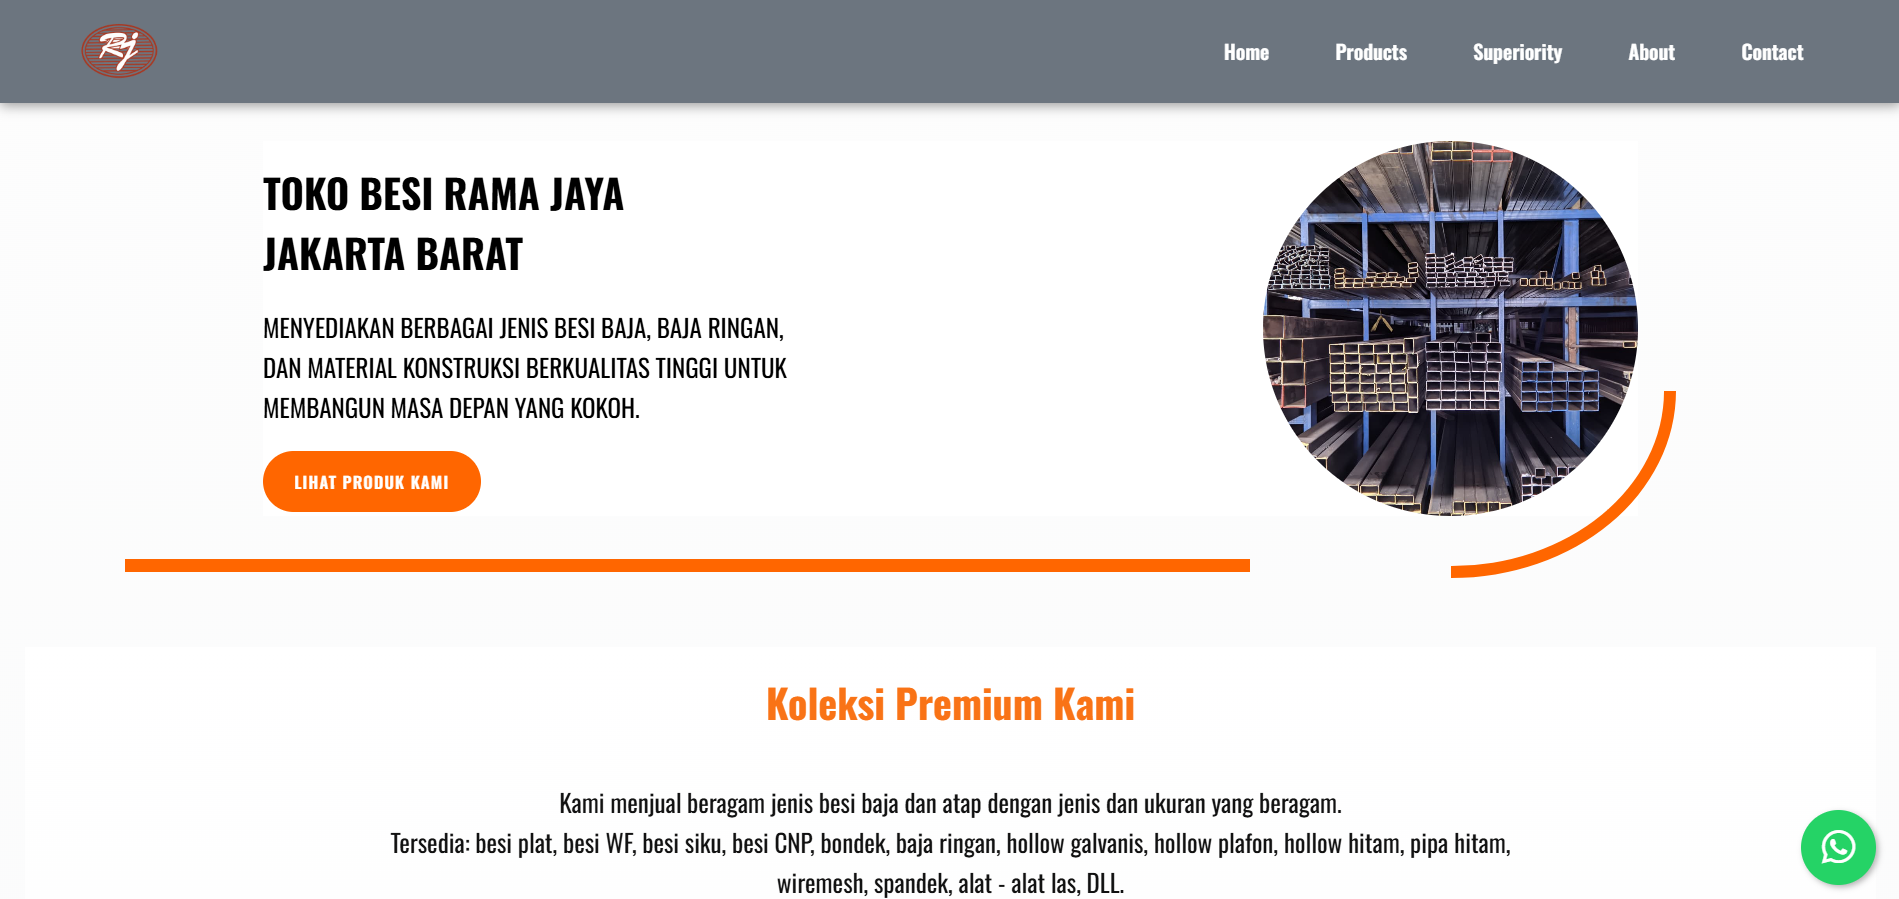 Rj
Home Products Superiority About Contact
TOKO BESI RAMA JAYA
JAKARTA BARAT
MENYEDIAKAN BERBAGAI JENIS BESI BAJA, BAJA RINGAN,
DAN MATERIAL KONSTRUKSI BERKUALITAS TINGGI UNTUK
MEMBANGUN MASA DEPAN YANG KOKOH.
LIHAT PRODUK KAMI
Koleksi Premium Kami
Kami menjual beragam jenis besi baja dan atap dengan jenis dan ukuran yang beragam.
Tersedia: besi plat, besi WF, besi siku, besi CNP, bondek, baja ringan, hollow galvanis, hollow plafon, hollow hitam, pipa hitam,
wiremesh, spandek, alat - alat las, DLL.